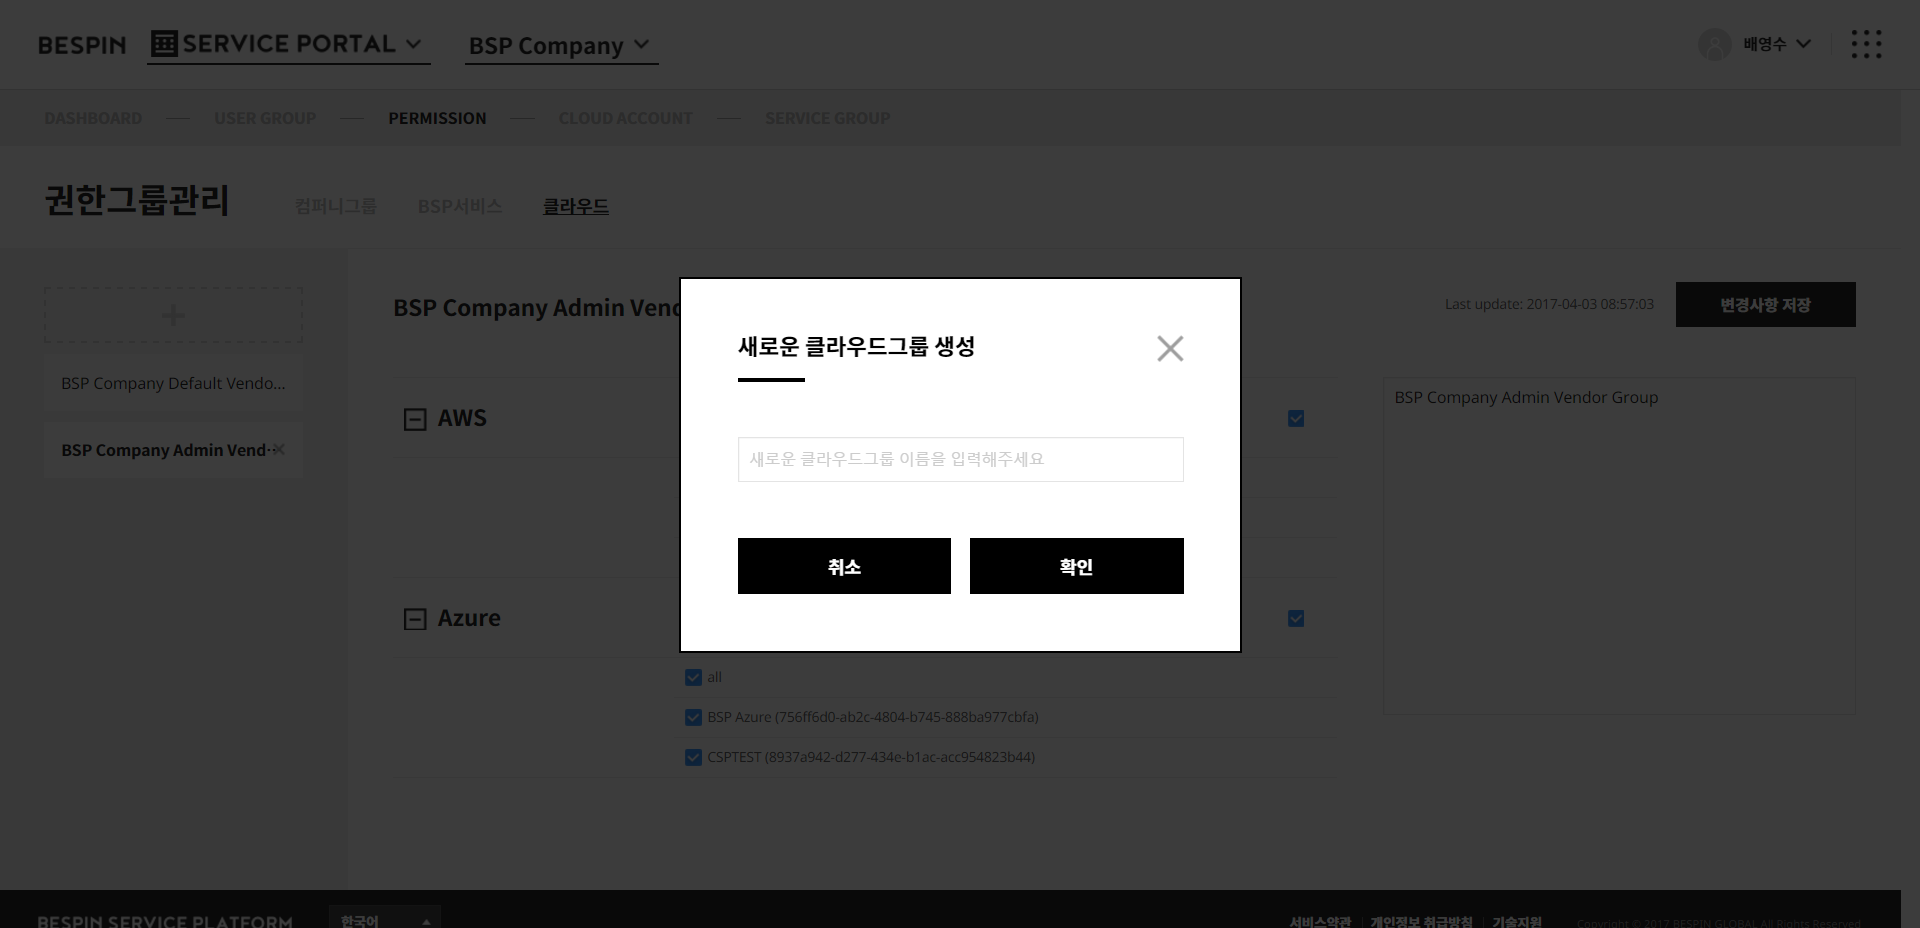 BESPIN SERVICE PORTAL BSP Company 배영수
DASHBOARD USER GROUP PERMISSION CLOUD ACCOUNT SERVICE GROUP
권한그룹관리 컴퍼니그룹 BSP서비스 클라우드
BSP Company Default Vendo...
BSP Company Admin Vend...
BSP Company Admin Vend
Last update: 2017-04-03 08:57:03 변경사항 저장
AWS
BSP Company Admin Vendor Group
새로운 클라우드그룹 생성
새로운 클라우드그룹 이름을 입력해주세요
취소 확인
Azure
all
BSP Azure (756ff6d0-ab2c-4804-b745-888ba977cbfa)
CSPTEST (8937a942-d277-434e-b1ac-acc954823b44)
BESPIN SERVICE PLATFORM 한국어 서비스약관 개인정보 취급방침 기술지원 Copyright © 2017 BESPIN GLOBAL All Rights Reserved